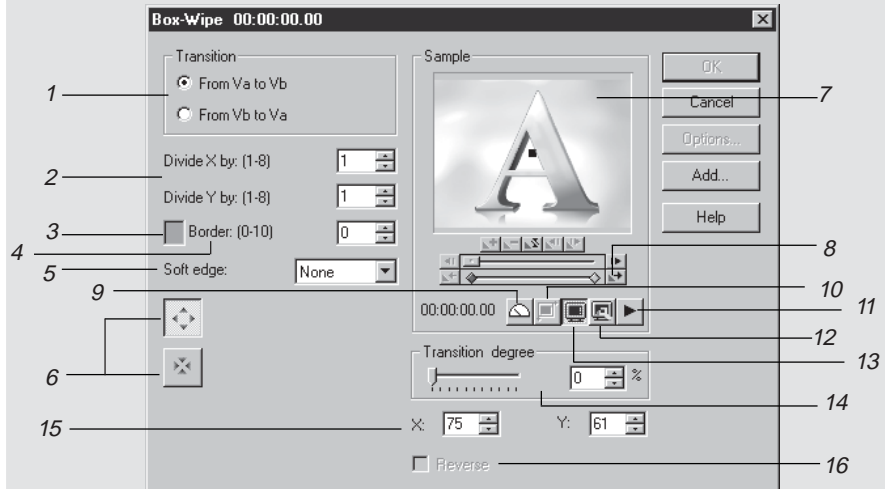 Box-Wipe 00:00:00.00
Transition
From Va to Vb
From Vb to Va
Divide X by: (1-8) 1
Divide Y by: (1-8) 1
Border: (0-10) 0
Soft edge: None
Sample
A
00:00:00.00
Transition degree
0 %
X: 75 Y: 61
Reverse
OK
Cancel
Options...
Add...
Help
1
2
3
4
5
6
7
8
9
10
11
12
13
14
15
16